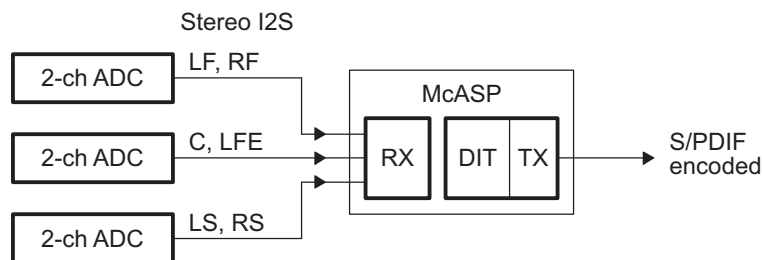 Stereo I2S
2-ch ADC
LF, RF
McASP
2-ch ADC
C, LFE
RX
DIT
TX
S/PDIF
encoded
2-ch ADC
LS, RS